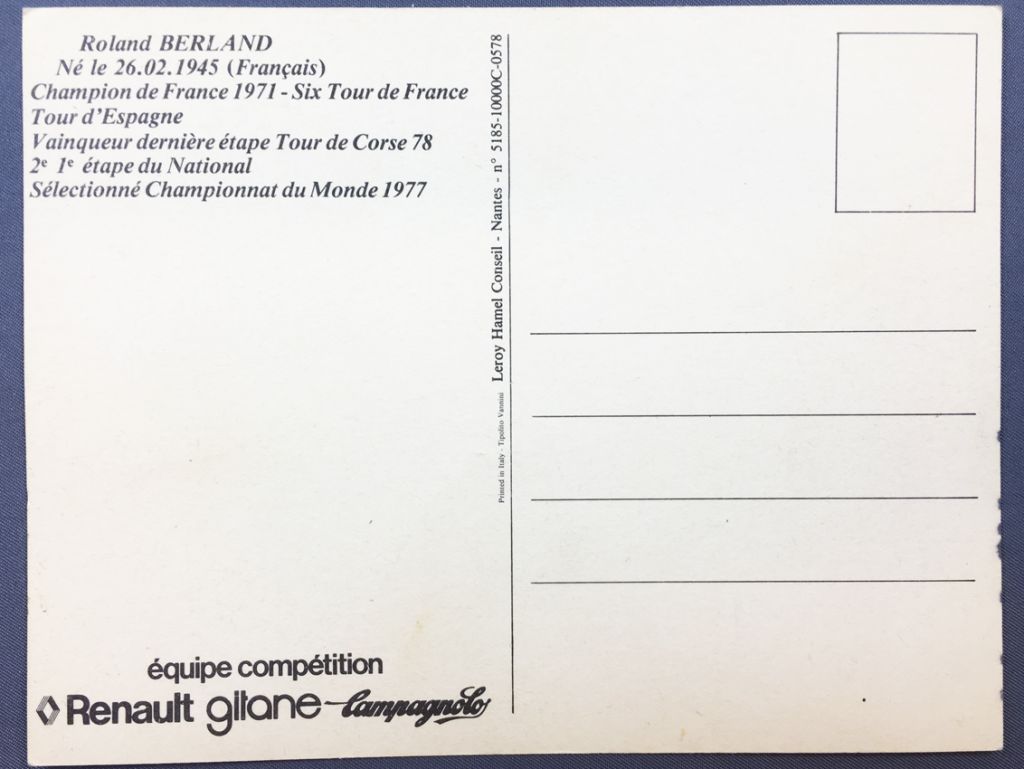 Roland BERLAND
Né le 26.02.1945 (Français)
Champion de France 1971 - Six Tour de France
Tour d'Espagne
Vainqueur dernière étape Tour de Corse 78
2e 1e étape du National
Sélectionné Championnat du Monde 1977
équipe compétition
Renault gitane campagnolo
Printed in Italy - Tipolito Vannini Leroy Hamel Conseil - Nantes - n° 5185-10000C-0578